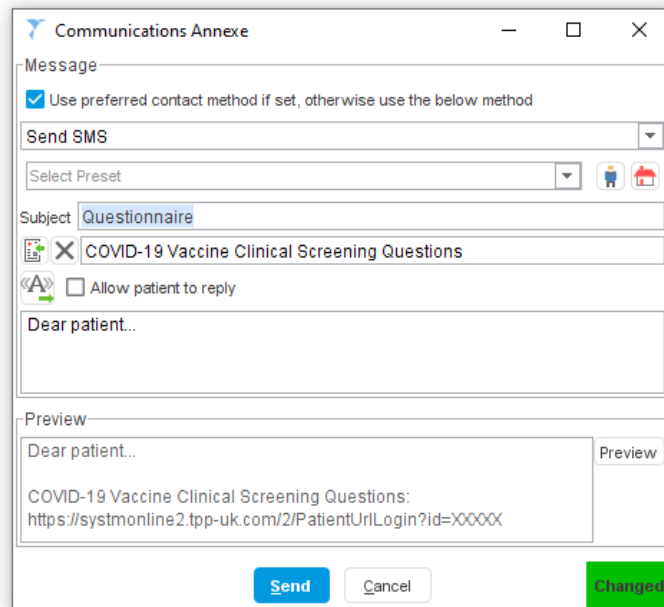 Communications Annexe
Message
Use preferred contact method if set, otherwise use the below method
Send SMS
Select Preset
Subject Questionnaire
COVID-19 Vaccine Clinical Screening Questions
«A» Allow patient to reply
Dear patient...
Preview
Dear patient...
Preview
COVID-19 Vaccine Clinical Screening Questions:
https://systmonline2.tpp-uk.com/2/PatientUrlLogin?id=XXXXX
Send Cancel Changed